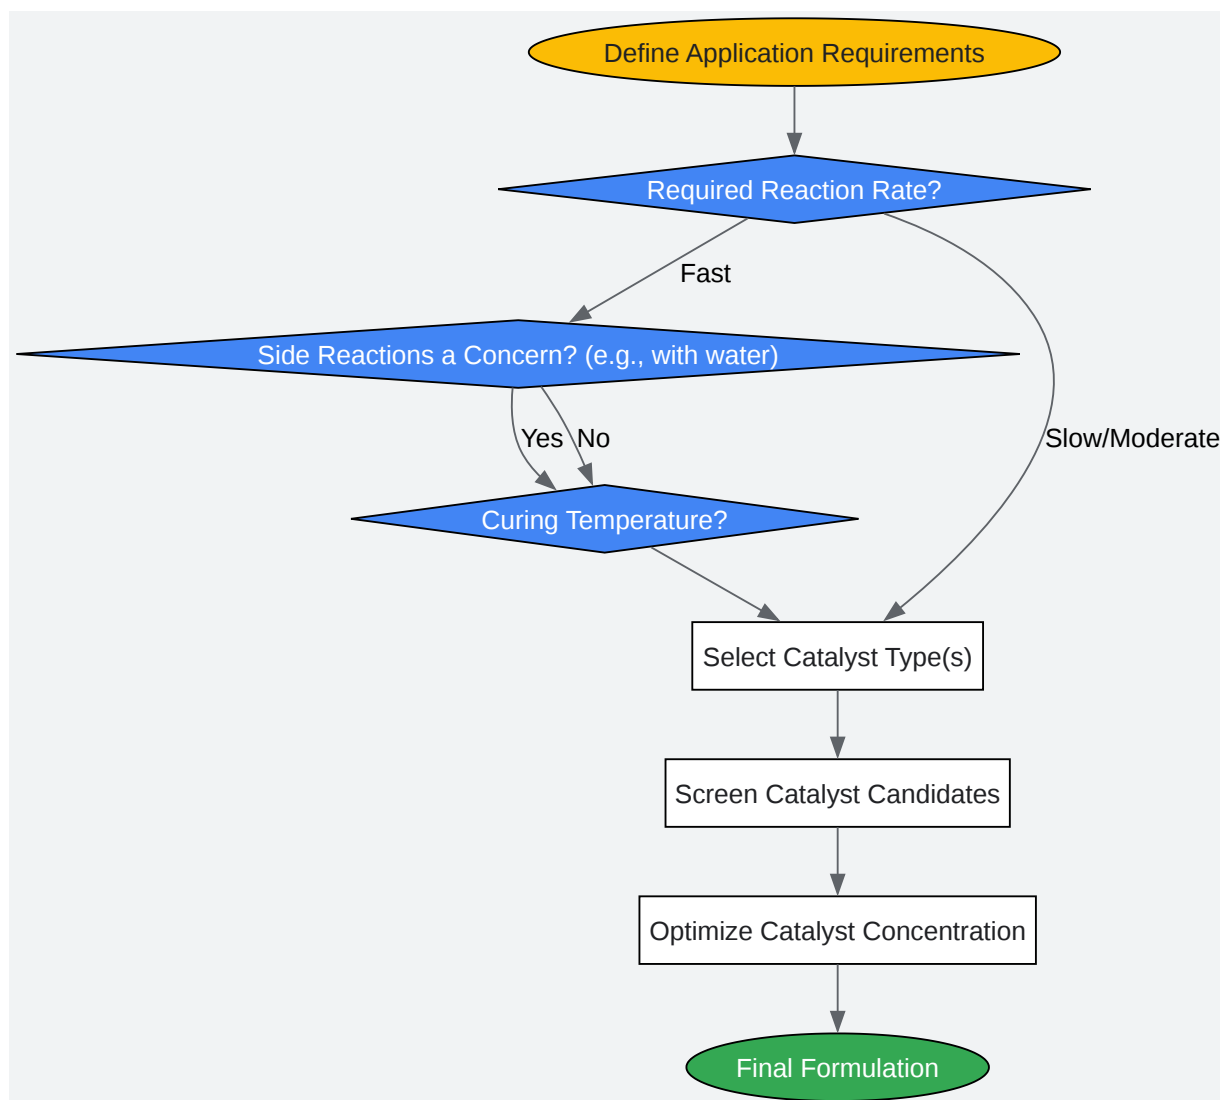 Define Application Requirements
Required Reaction Rate?
Fast
Side Reactions a Concern? (e.g., with water)
Yes
No
Slow/Moderate
Curing Temperature?
Select Catalyst Type(s)
Screen Catalyst Candidates
Optimize Catalyst Concentration
Final Formulation